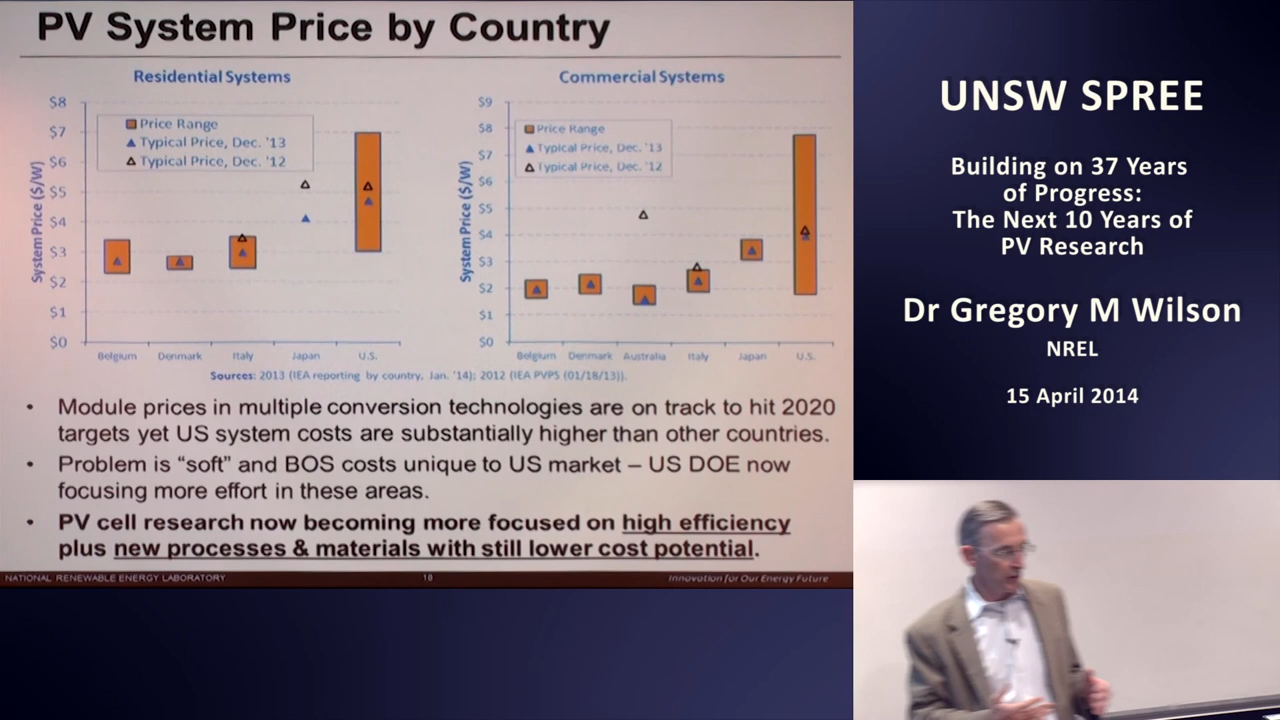 PV System Price by Country
Residential Systems
$8
$7
$6
$5
$4
$3
$2
$1
$0
System Price ($/W)
Price Range
Typical Price, Dec. '13
Typical Price, Dec. '12
Belgium
Denmark
Italy
Japan
U.S.
Commercial Systems
$9
$8
$7
$6
$5
$4
$3
$2
$1
$0
System Price ($/W)
Price Range
Typical Price, Dec. '13
Typical Price, Dec. '12
Belgium
Denmark
Australia
Italy
Japan
U.S.
Sources: 2013 (IEA reporting by country, Jan. '14); 2012 (IEA PVPS (01/18/13)).
• Module prices in multiple conversion technologies are on track to hit 2020
targets yet US system costs are substantially higher than other countries.
• Problem is “soft” and BOS costs unique to US market – US DOE now
focusing more effort in these areas.
• PV cell research now becoming more focused on high efficiency
plus new processes & materials with still lower cost potential.
NATIONAL RENEWABLE ENERGY LABORATORY
18
Innovation for Our Energy Future
UNSW SPREE
Building on 37 Years
of Progress:
The Next 10 Years of
PV Research
Dr Gregory M Wilson
NREL
15 April 2014